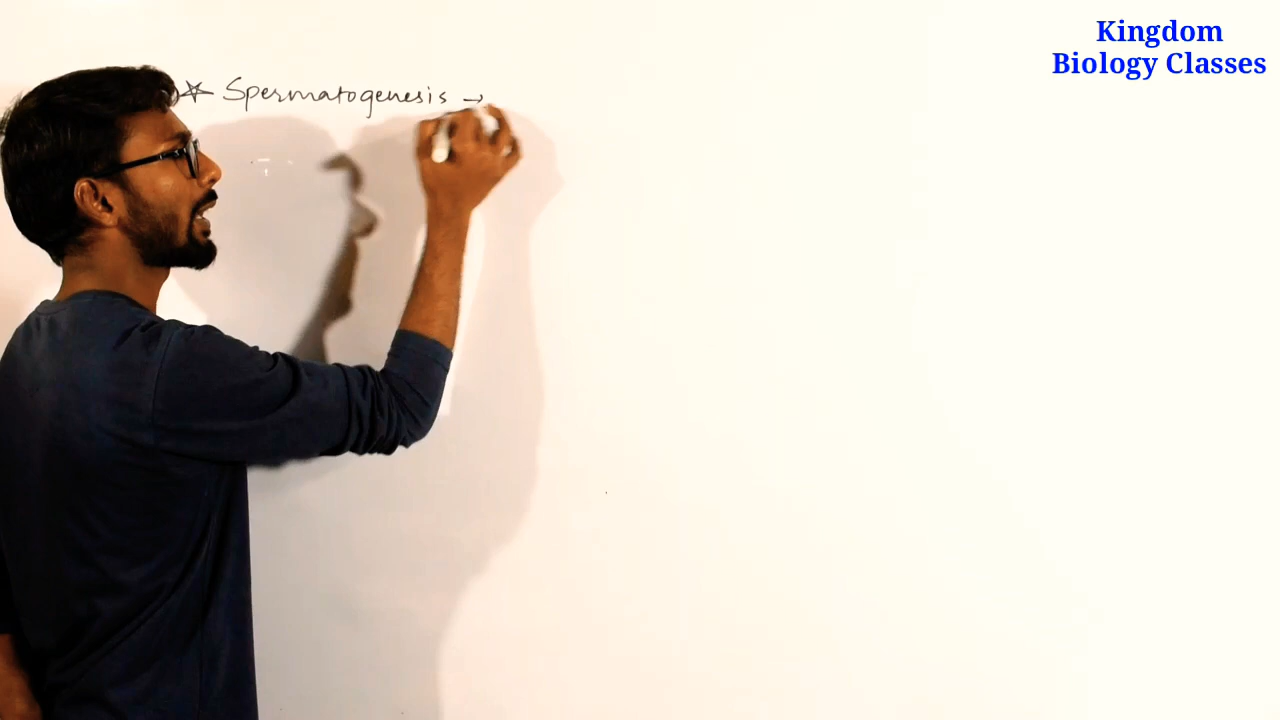 Kingdom
Biology Classes
* Spermatogenesis →